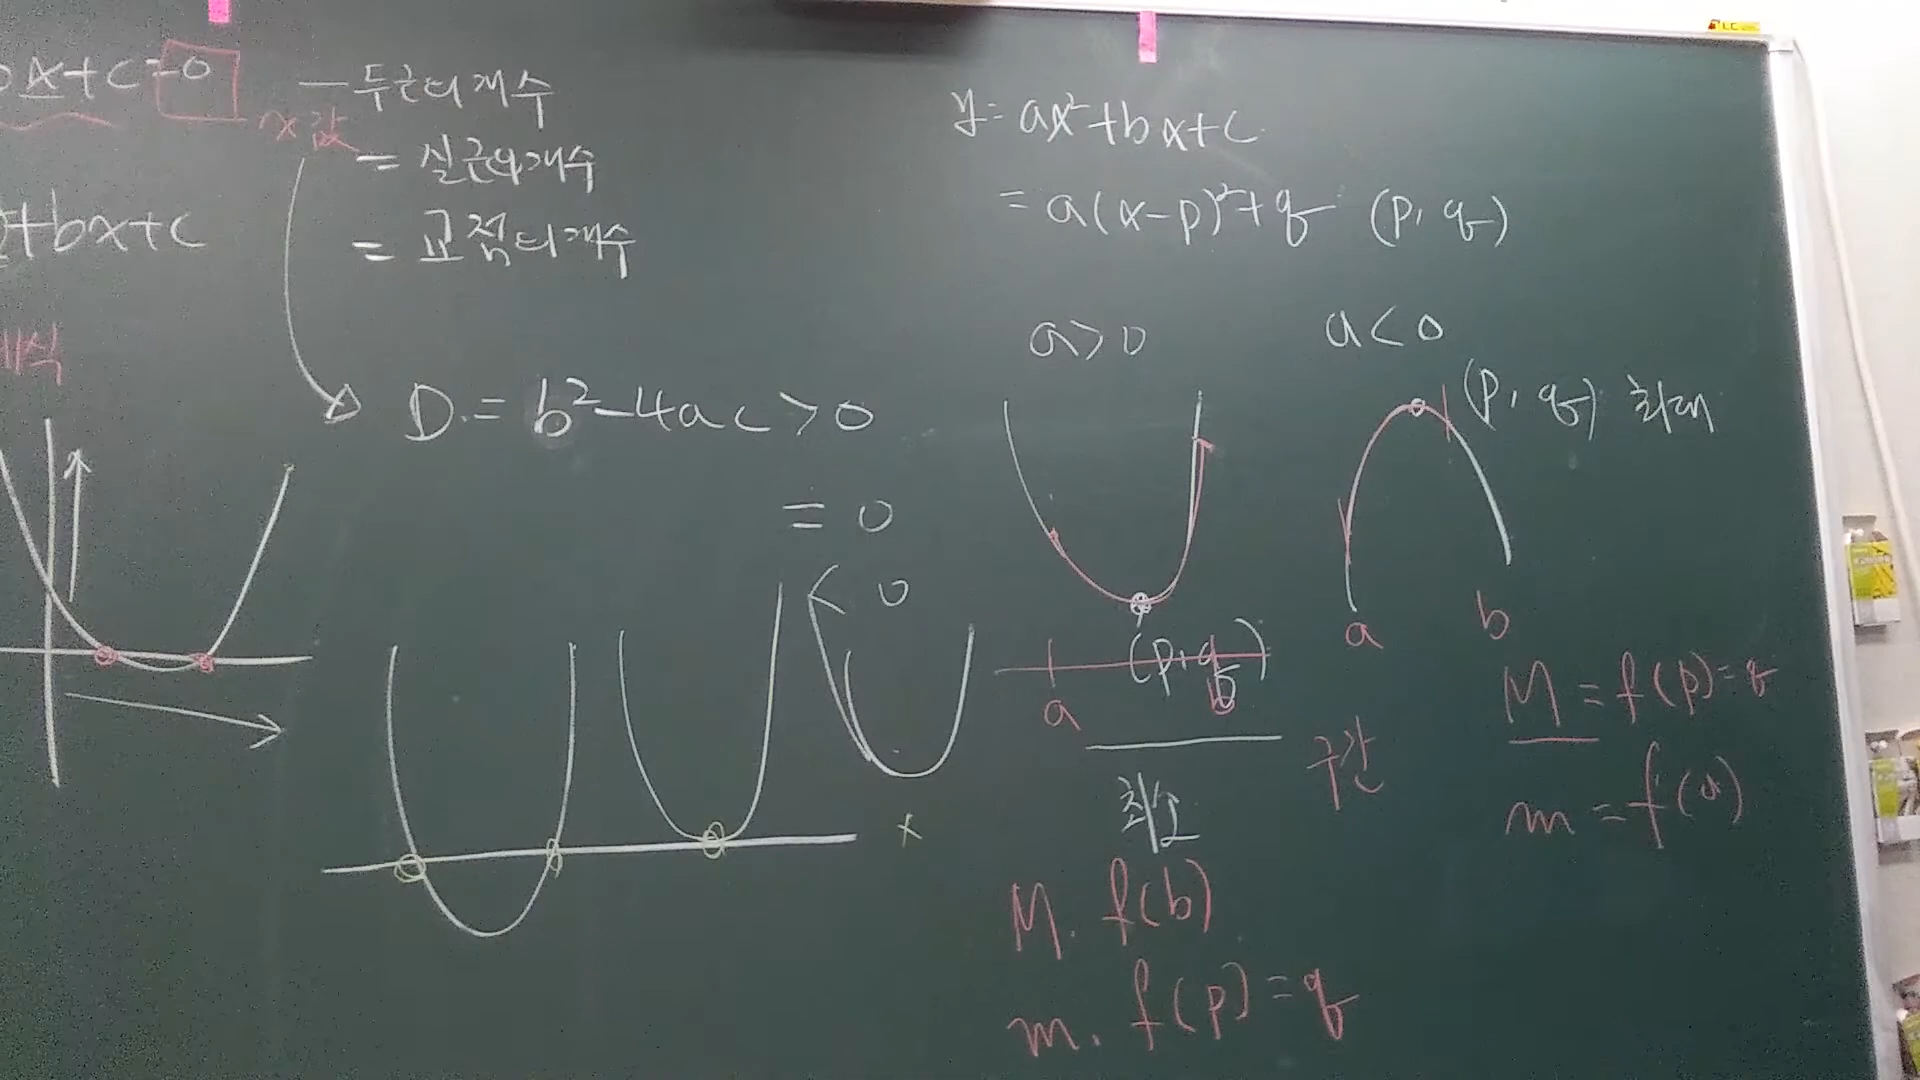 bx+c=0
x값
- 두근의개수
= 실근의개수
= 교점의개수
+bx+c
D = b²-4ac>0
= 0
< 0
x
y = ax²+bx+c
= a(x-p)²+q (p, q)
a>0
a<0
(p, q) 최대
(p, q)
a
b
최소
구간
M. f(b)
m. f(p)=q
a
b
M = f(p)=q
m = f(a)